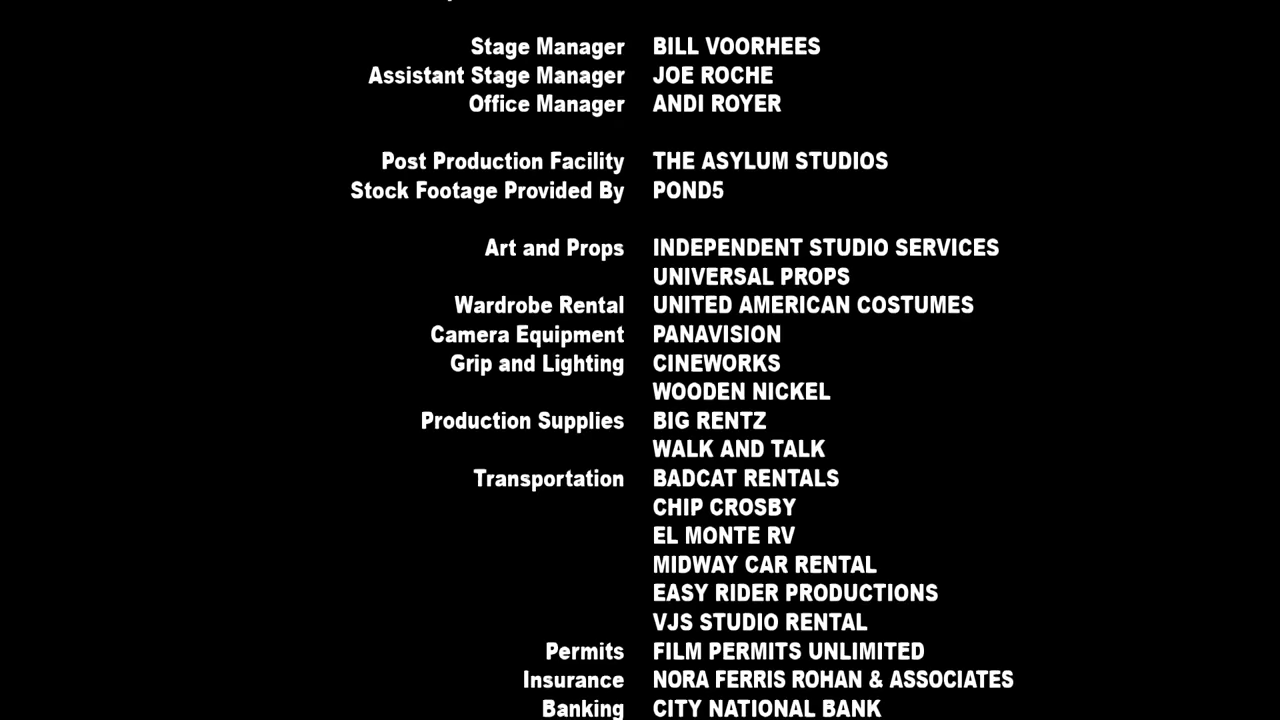 Stage Manager BILL VOORHEES
Assistant Stage Manager JOE ROCHE
Office Manager ANDI ROYER
Post Production Facility THE ASYLUM STUDIOS
Stock Footage Provided By POND5
Art and Props INDEPENDENT STUDIO SERVICES
UNIVERSAL PROPS
Wardrobe Rental UNITED AMERICAN COSTUMES
Camera Equipment PANAVISION
Grip and Lighting CINEWORKS
WOODEN NICKEL
Production Supplies BIG RENTZ
WALK AND TALK
Transportation BADCAT RENTALS
CHIP CROSBY
EL MONTE RV
MIDWAY CAR RENTAL
EASY RIDER PRODUCTIONS
VJS STUDIO RENTAL
Permits FILM PERMITS UNLIMITED
Insurance NORA FERRIS ROHAN & ASSOCIATES
Banking CITY NATIONAL BANK